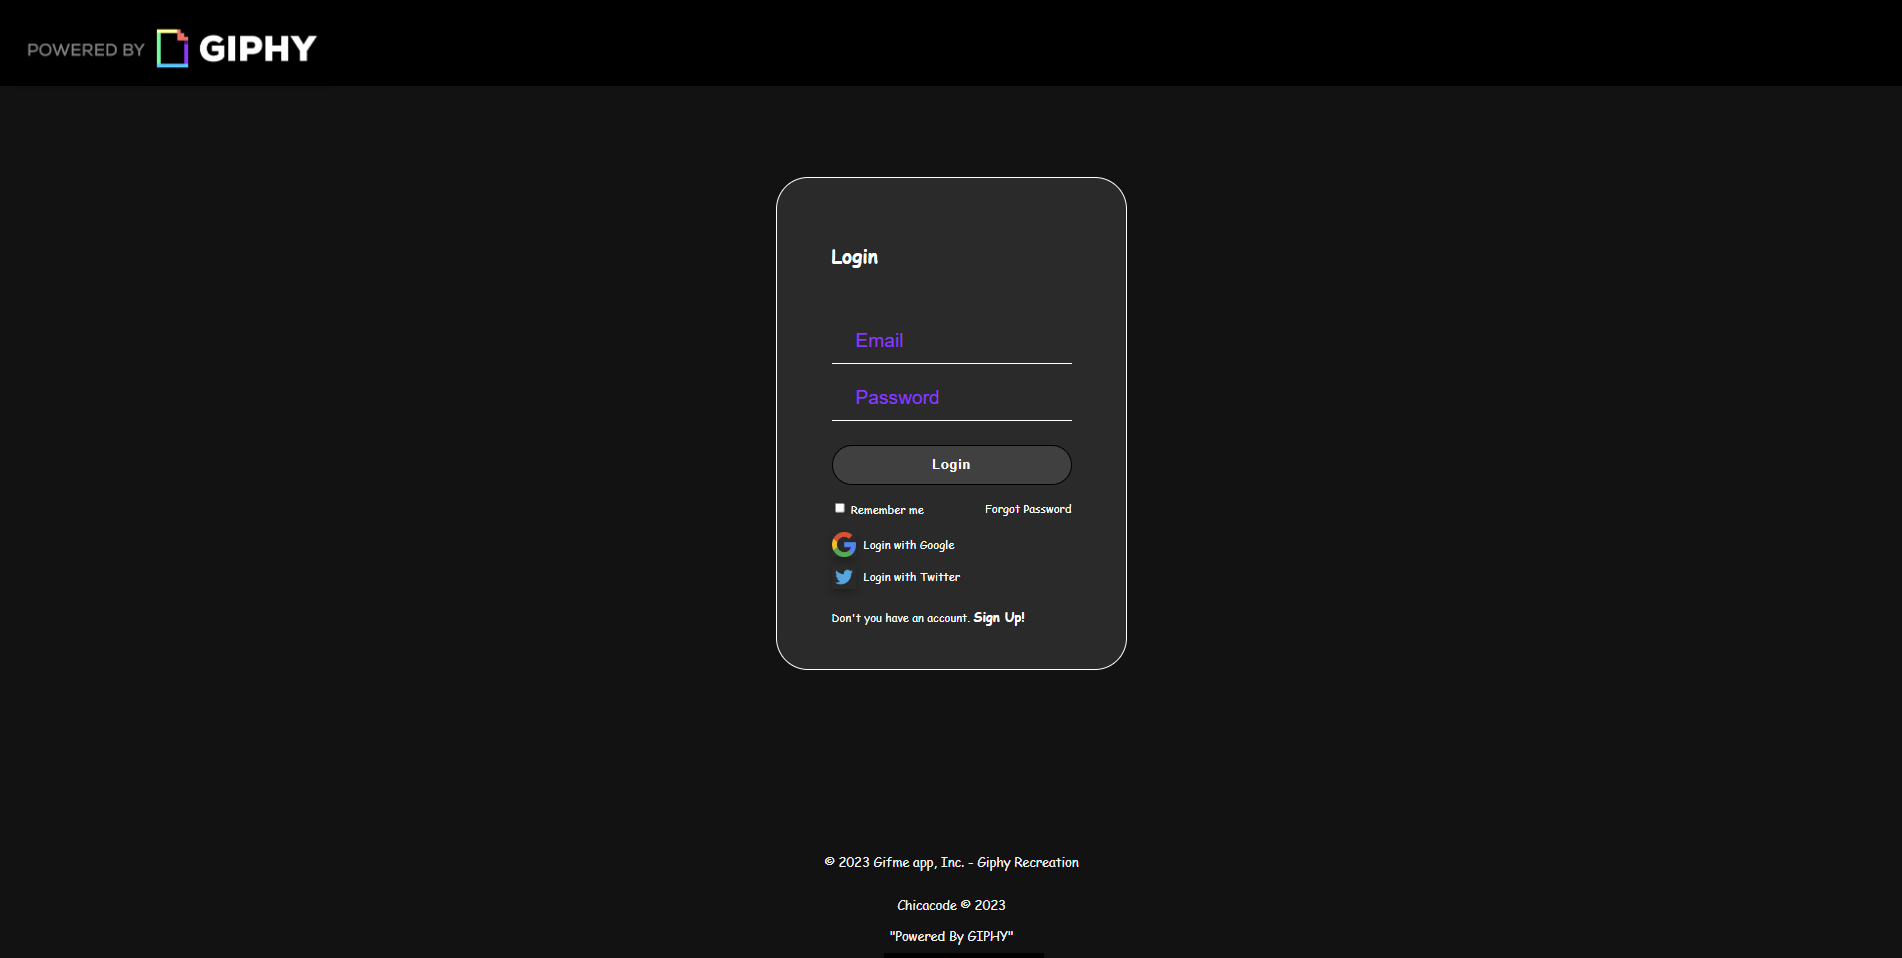 POWERED BY GIPHY
Login
Email
Password
Login
Remember me Forgot Password
Login with Google
Login with Twitter
Don't you have an account. Sign Up!
© 2023 Gifme app, Inc. - Giphy Recreation
Chicacode © 2023
"Powered By GIPHY"